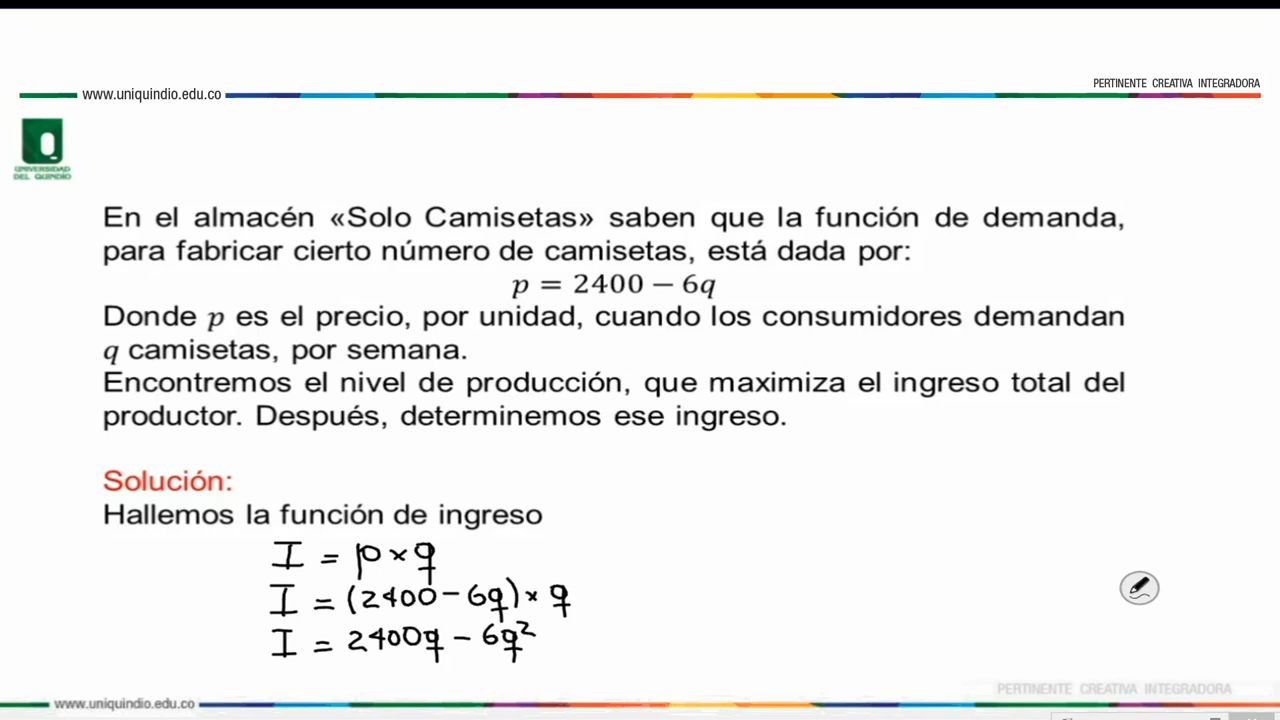 PERTINENTE CREATIVA INTEGRADORA
www.uniquindio.edu.co
UNIVERSIDAD
DEL QUINDÍO
En el almacén «Solo Camisetas» saben que la función de demanda,
para fabricar cierto número de camisetas, está dada por:
p = 2400 − 6q
Donde p es el precio, por unidad, cuando los consumidores demandan
q camisetas, por semana.
Encontremos el nivel de producción, que maximiza el ingreso total del
productor. Después, determinemos ese ingreso.
Solución:
Hallemos la función de ingreso
I = p × q
I = (2400 − 6q) × q
I = 2400q − 6q²
PERTINENTE CREATIVA INTEGRADORA
www.uniquindio.edu.co